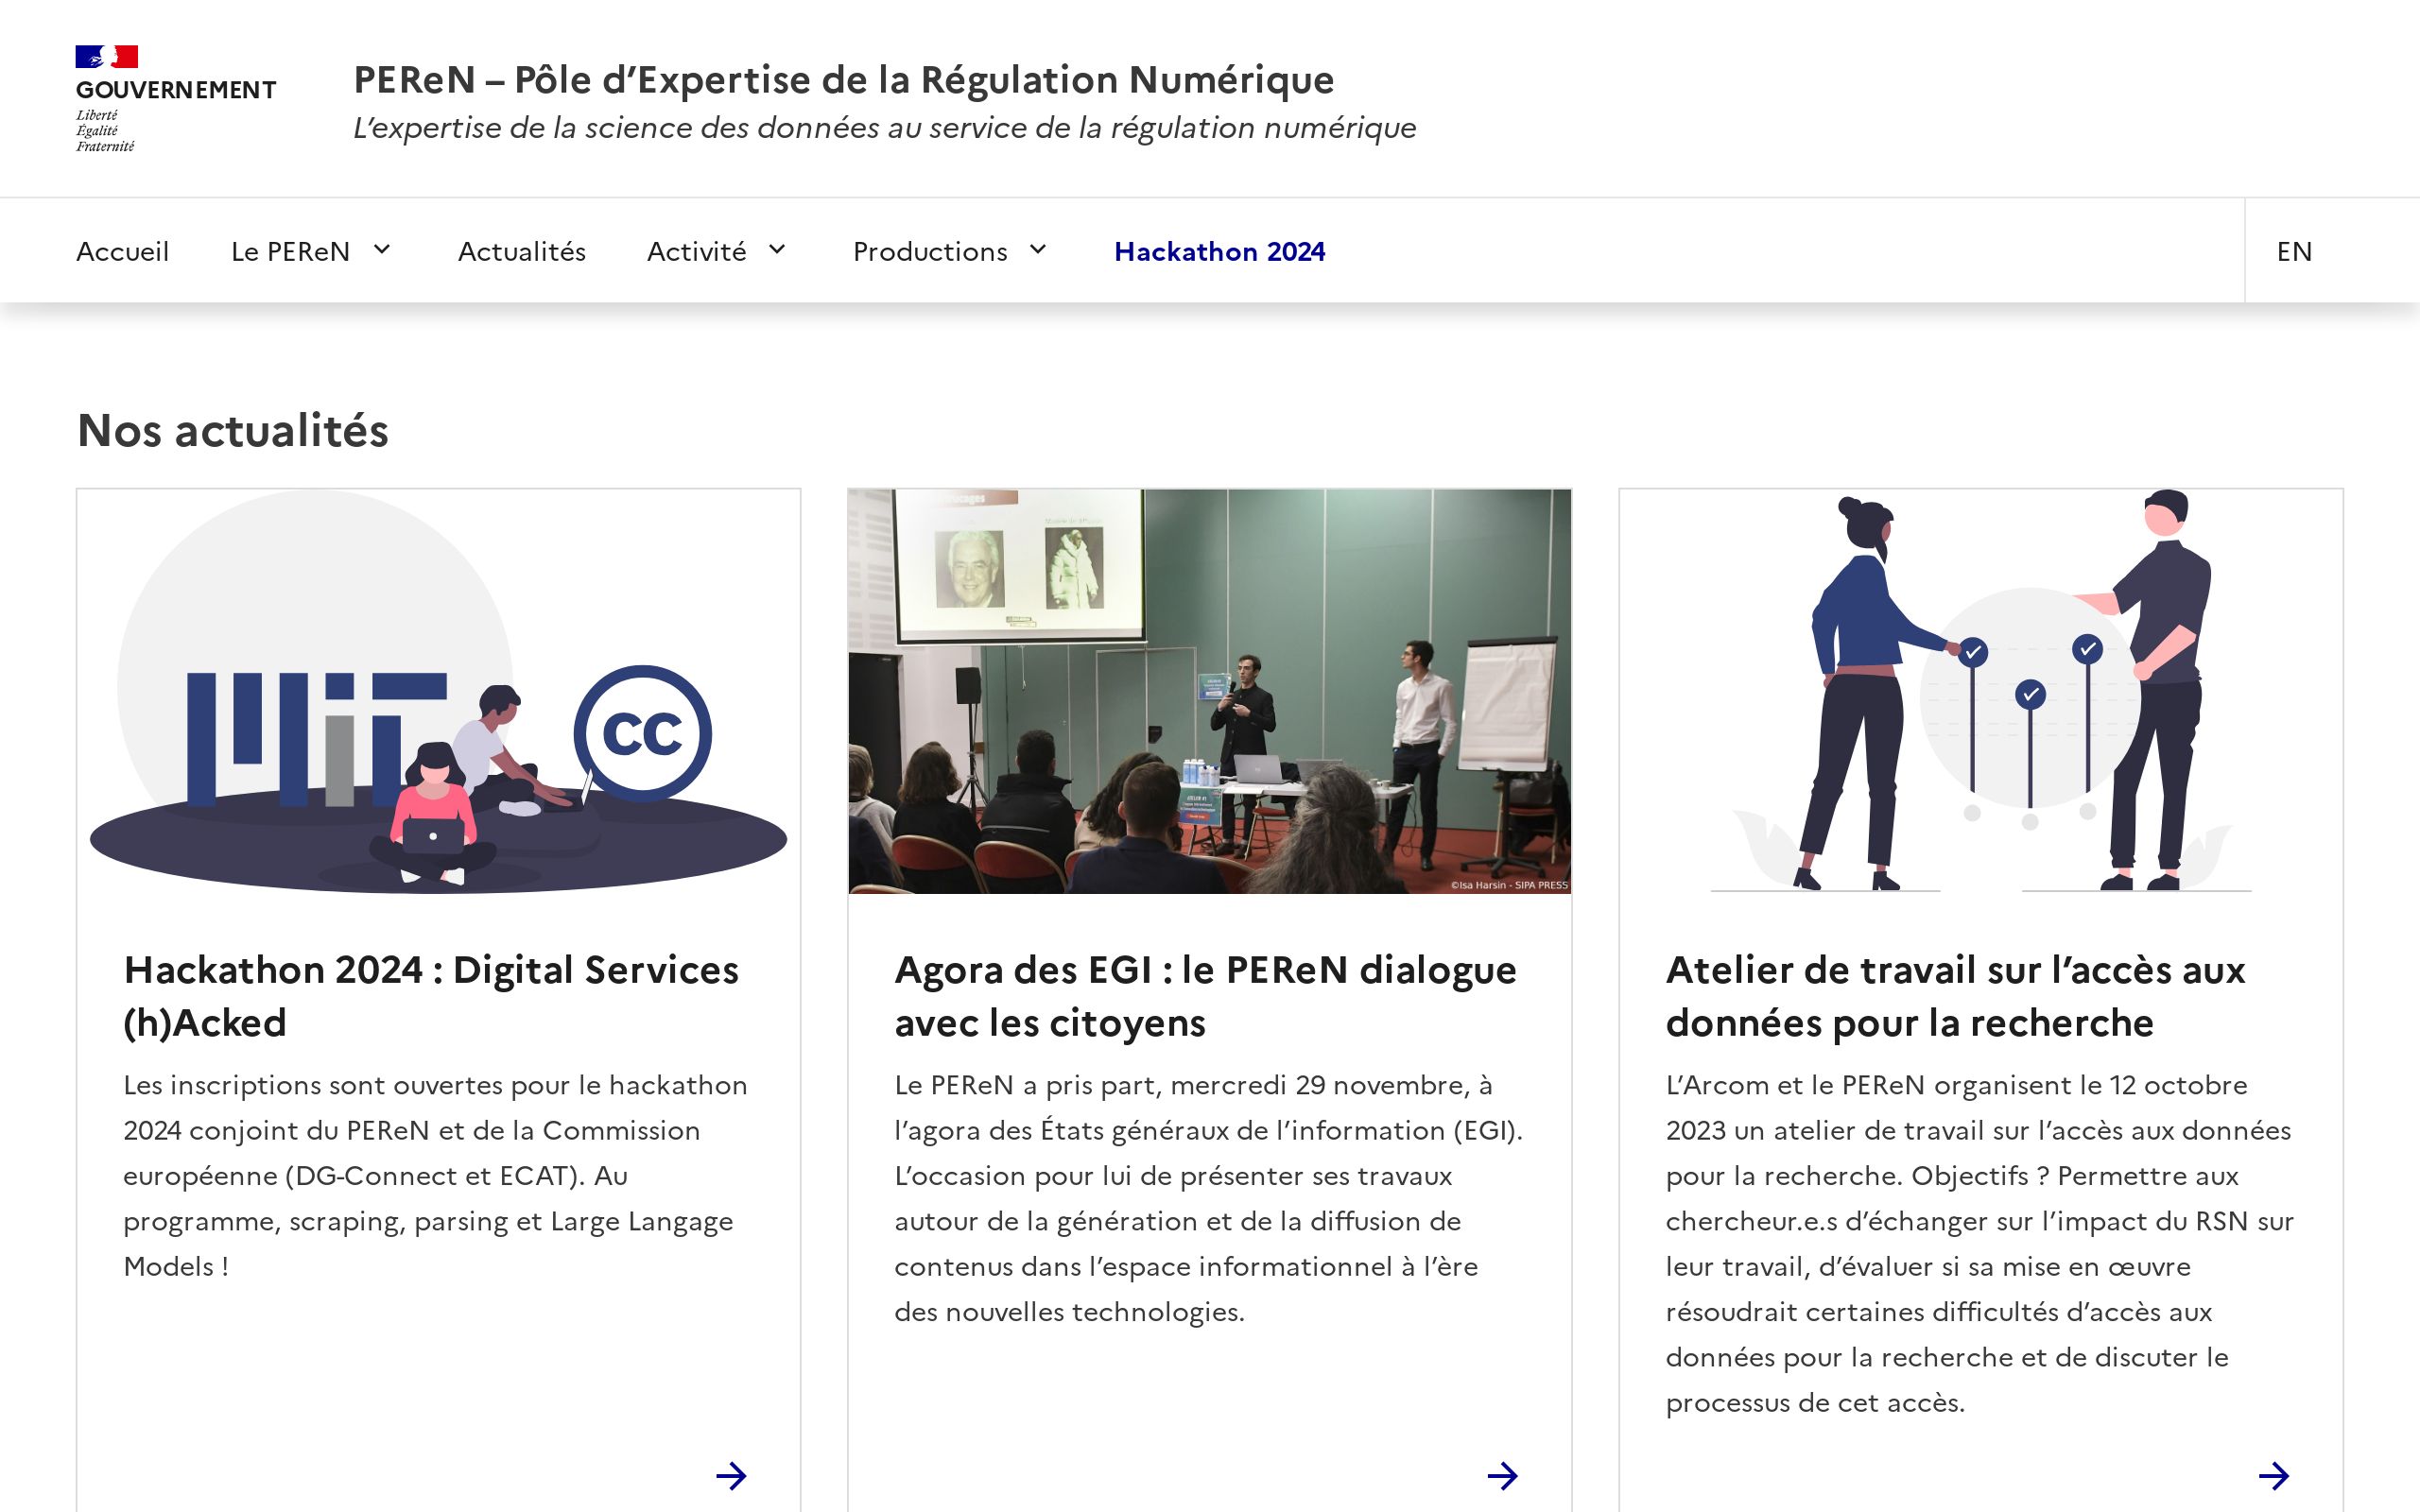 GOUVERNEMENT
Liberté
Égalité
Fraternité
PEReN – Pôle d’Expertise de la Régulation Numérique
L’expertise de la science des données au service de la régulation numérique
Accueil
Le PEReN
Actualités
Activité
Productions
Hackathon 2024
EN
Nos actualités
MiT
CC
©Isa Harsin - SIPA PRESS
Hackathon 2024 : Digital Services
(h)Acked
Les inscriptions sont ouvertes pour le hackathon
2024 conjoint du PEReN et de la Commission
européenne (DG-Connect et ECAT). Au
programme, scraping, parsing et Large Langage
Models !
Agora des EGI : le PEReN dialogue
avec les citoyens
Le PEReN a pris part, mercredi 29 novembre, à
l’agora des États généraux de l’information (EGI).
L’occasion pour lui de présenter ses travaux
autour de la génération et de la diffusion de
contenus dans l’espace informationnel à l’ère
des nouvelles technologies.
Atelier de travail sur l’accès aux
données pour la recherche
L’Arcom et le PEReN organisent le 12 octobre
2023 un atelier de travail sur l’accès aux données
pour la recherche. Objectifs ? Permettre aux
chercheur.e.s d’échanger sur l’impact du RSN sur
leur travail, d’évaluer si sa mise en œuvre
résoudrait certaines difficultés d’accès aux
données pour la recherche et de discuter le
processus de cet accès.